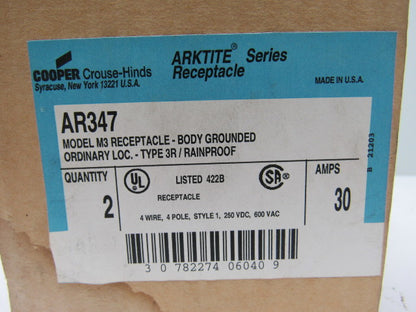 COOPER Crouse-Hinds
Syracuse, New York 13221 U.S.A.
ARKTITE® Series
Receptacle
MADE IN U.S.A.
AR347
MODEL M3 RECEPTACLE - BODY GROUNDED
ORDINARY LOC. - TYPE 3R / RAINPROOF
B 21203
QUANTITY
2
UL
LISTED 422B
SA®
AMPS
30
RECEPTACLE
4 WIRE, 4 POLE, STYLE 1, 250 VDC, 600 VAC
3 0 782274 06040 9